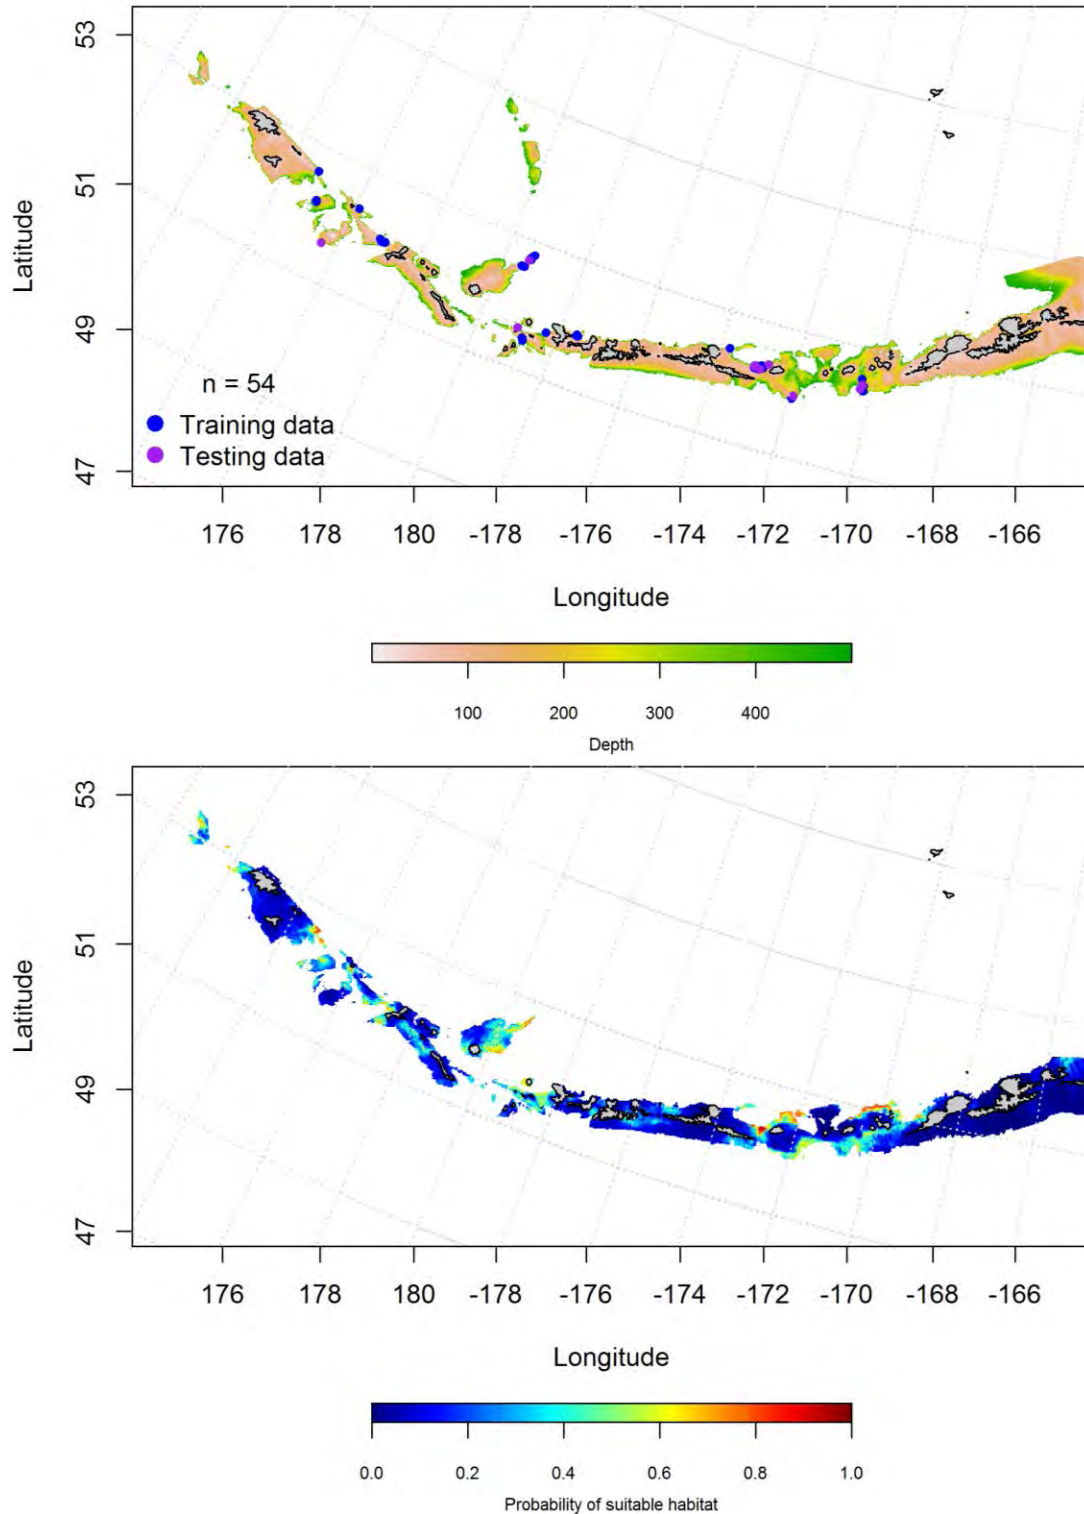 53
51
49
47
Latitude
n = 54
Training data
Testing data
176 178 180 -178 -176 -174 -172 -170 -168 -166
Longitude
100 200 300 400
Depth
53
51
49
47
Latitude
176 178 180 -178 -176 -174 -172 -170 -168 -166
Longitude
0.0 0.2 0.4 0.6 0.8 1.0
Probability of suitable habitat